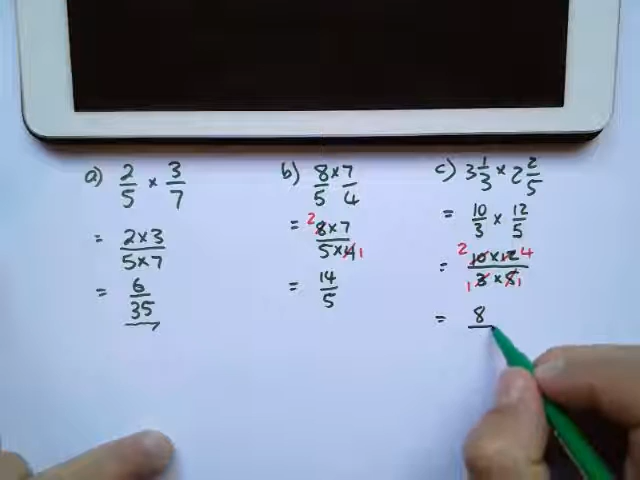 a) 2/5 × 3/7
= 2×3/5×7
= 6/35
b) 8/5 × 7/4
= 2 8×7/5×4 1
= 14/5
c) 3 1/3 × 2 2/5
= 10/3 × 12/5
= 2 10×12 4/1 3×5 1
= 8